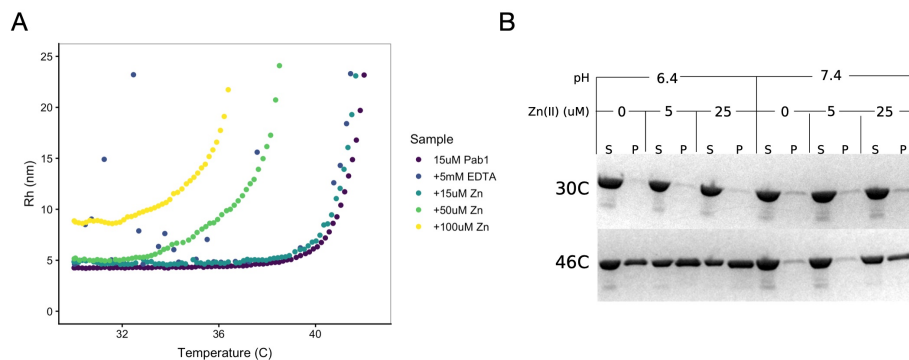 A
25
20
15
10
5
0
Rh (nm)
32
36
40
Temperature (C)
Sample
15uM Pab1
+5mM EDTA
+15uM Zn
+50uM Zn
+100uM Zn
B
pH 6.4 7.4
Zn(II) (uM) 0 5 25 0 5 25
S P S P S P S P S P S P
30C
46C